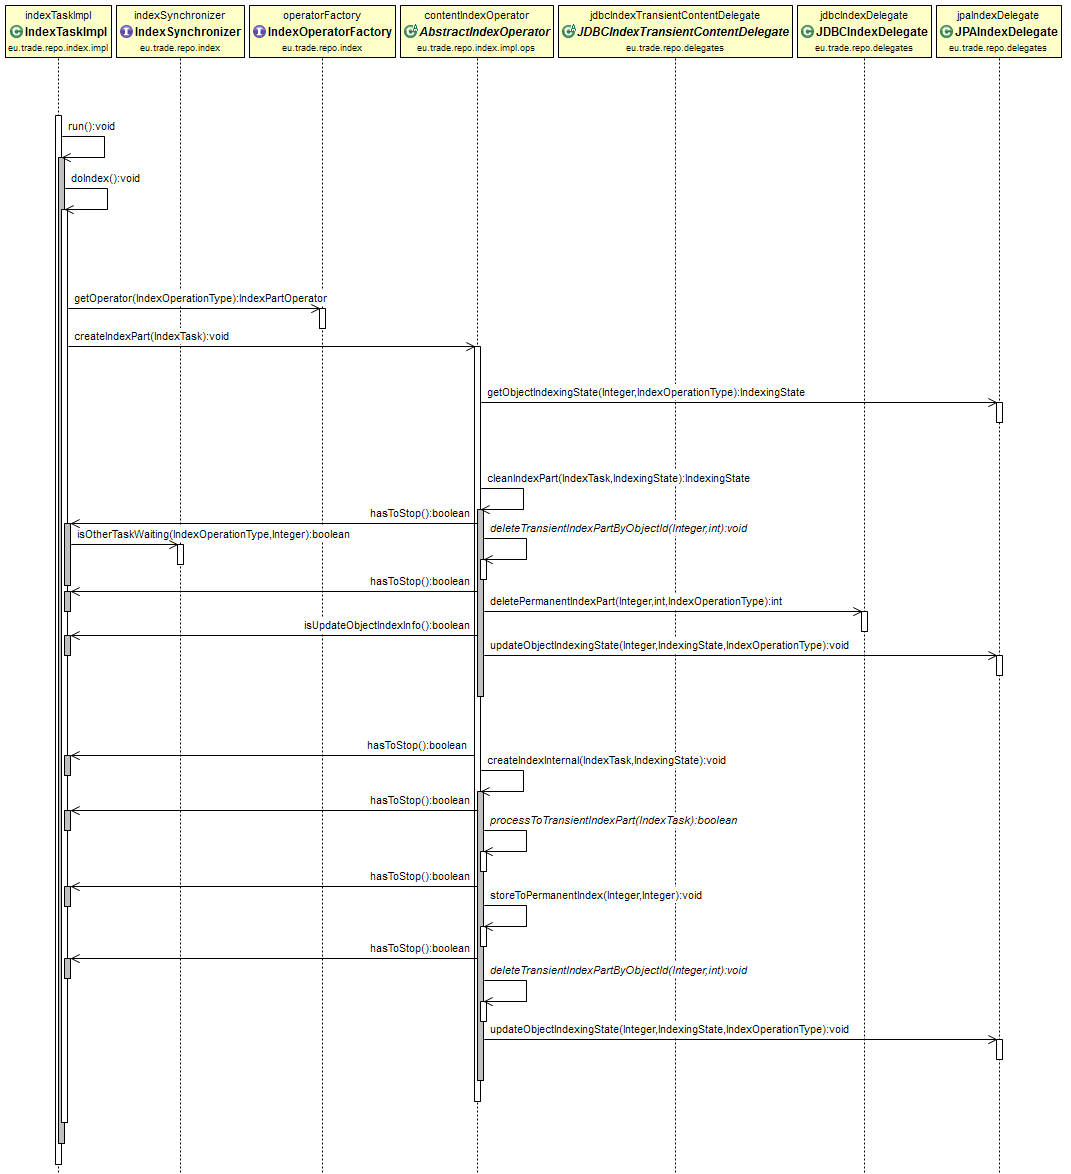 indexTaskImpl
C IndexTaskImpl
eu.trade.repo.index.impl
indexSynchronizer
I IndexSynchronizer
eu.trade.repo.index
operatorFactory
I IndexOperatorFactory
eu.trade.repo.index
contentIndexOperator
C A AbstractIndexOperator
eu.trade.repo.index.impl.ops
jdbcIndexTransientContentDelegate
C A JDBCIndexTransientContentDelegate
eu.trade.repo.delegates
jdbcIndexDelegate
C JDBCIndexDelegate
eu.trade.repo.delegates
jpaIndexDelegate
C JPAIndexDelegate
eu.trade.repo.delegates
run():void
doIndex():void
getOperator(IndexOperationType):IndexPartOperator
createIndexPart(IndexTask):void
getObjectIndexingState(Integer,IndexOperationType):IndexingState
cleanIndexPart(IndexTask,IndexingState):IndexingState
hasToStop():boolean
deleteTransientIndexPartByObjectId(Integer,int):void
isOtherTaskWaiting(IndexOperationType,Integer):boolean
hasToStop():boolean
deletePermanentIndexPart(Integer,int,IndexOperationType):int
isUpdateObjectIndexInfo():boolean
updateObjectIndexingState(Integer,IndexingState,IndexOperationType):void
hasToStop():boolean
createIndexInternal(IndexTask,IndexingState):void
hasToStop():boolean
processToTransientIndexPart(IndexTask):boolean
hasToStop():boolean
storeToPermanentIndex(Integer,Integer):void
hasToStop():boolean
deleteTransientIndexPartByObjectId(Integer,int):void
updateObjectIndexingState(Integer,IndexingState,IndexOperationType):void